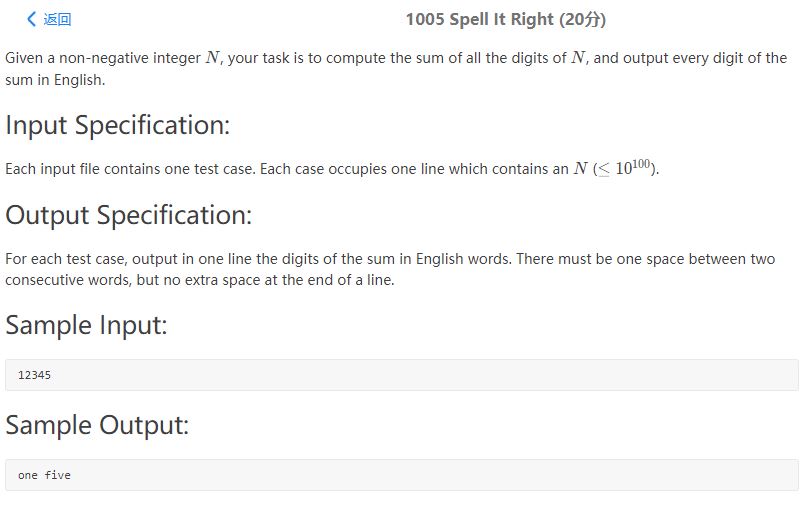 返回
1005 Spell It Right (20分)
Given a non-negative integer N, your task is to compute the sum of all the digits of N, and output every digit of the
sum in English.
Input Specification:
Each input file contains one test case. Each case occupies one line which contains an N (≤ 10^100).
Output Specification:
For each test case, output in one line the digits of the sum in English words. There must be one space between two
consecutive words, but no extra space at the end of a line.
Sample Input:
12345
Sample Output:
one five